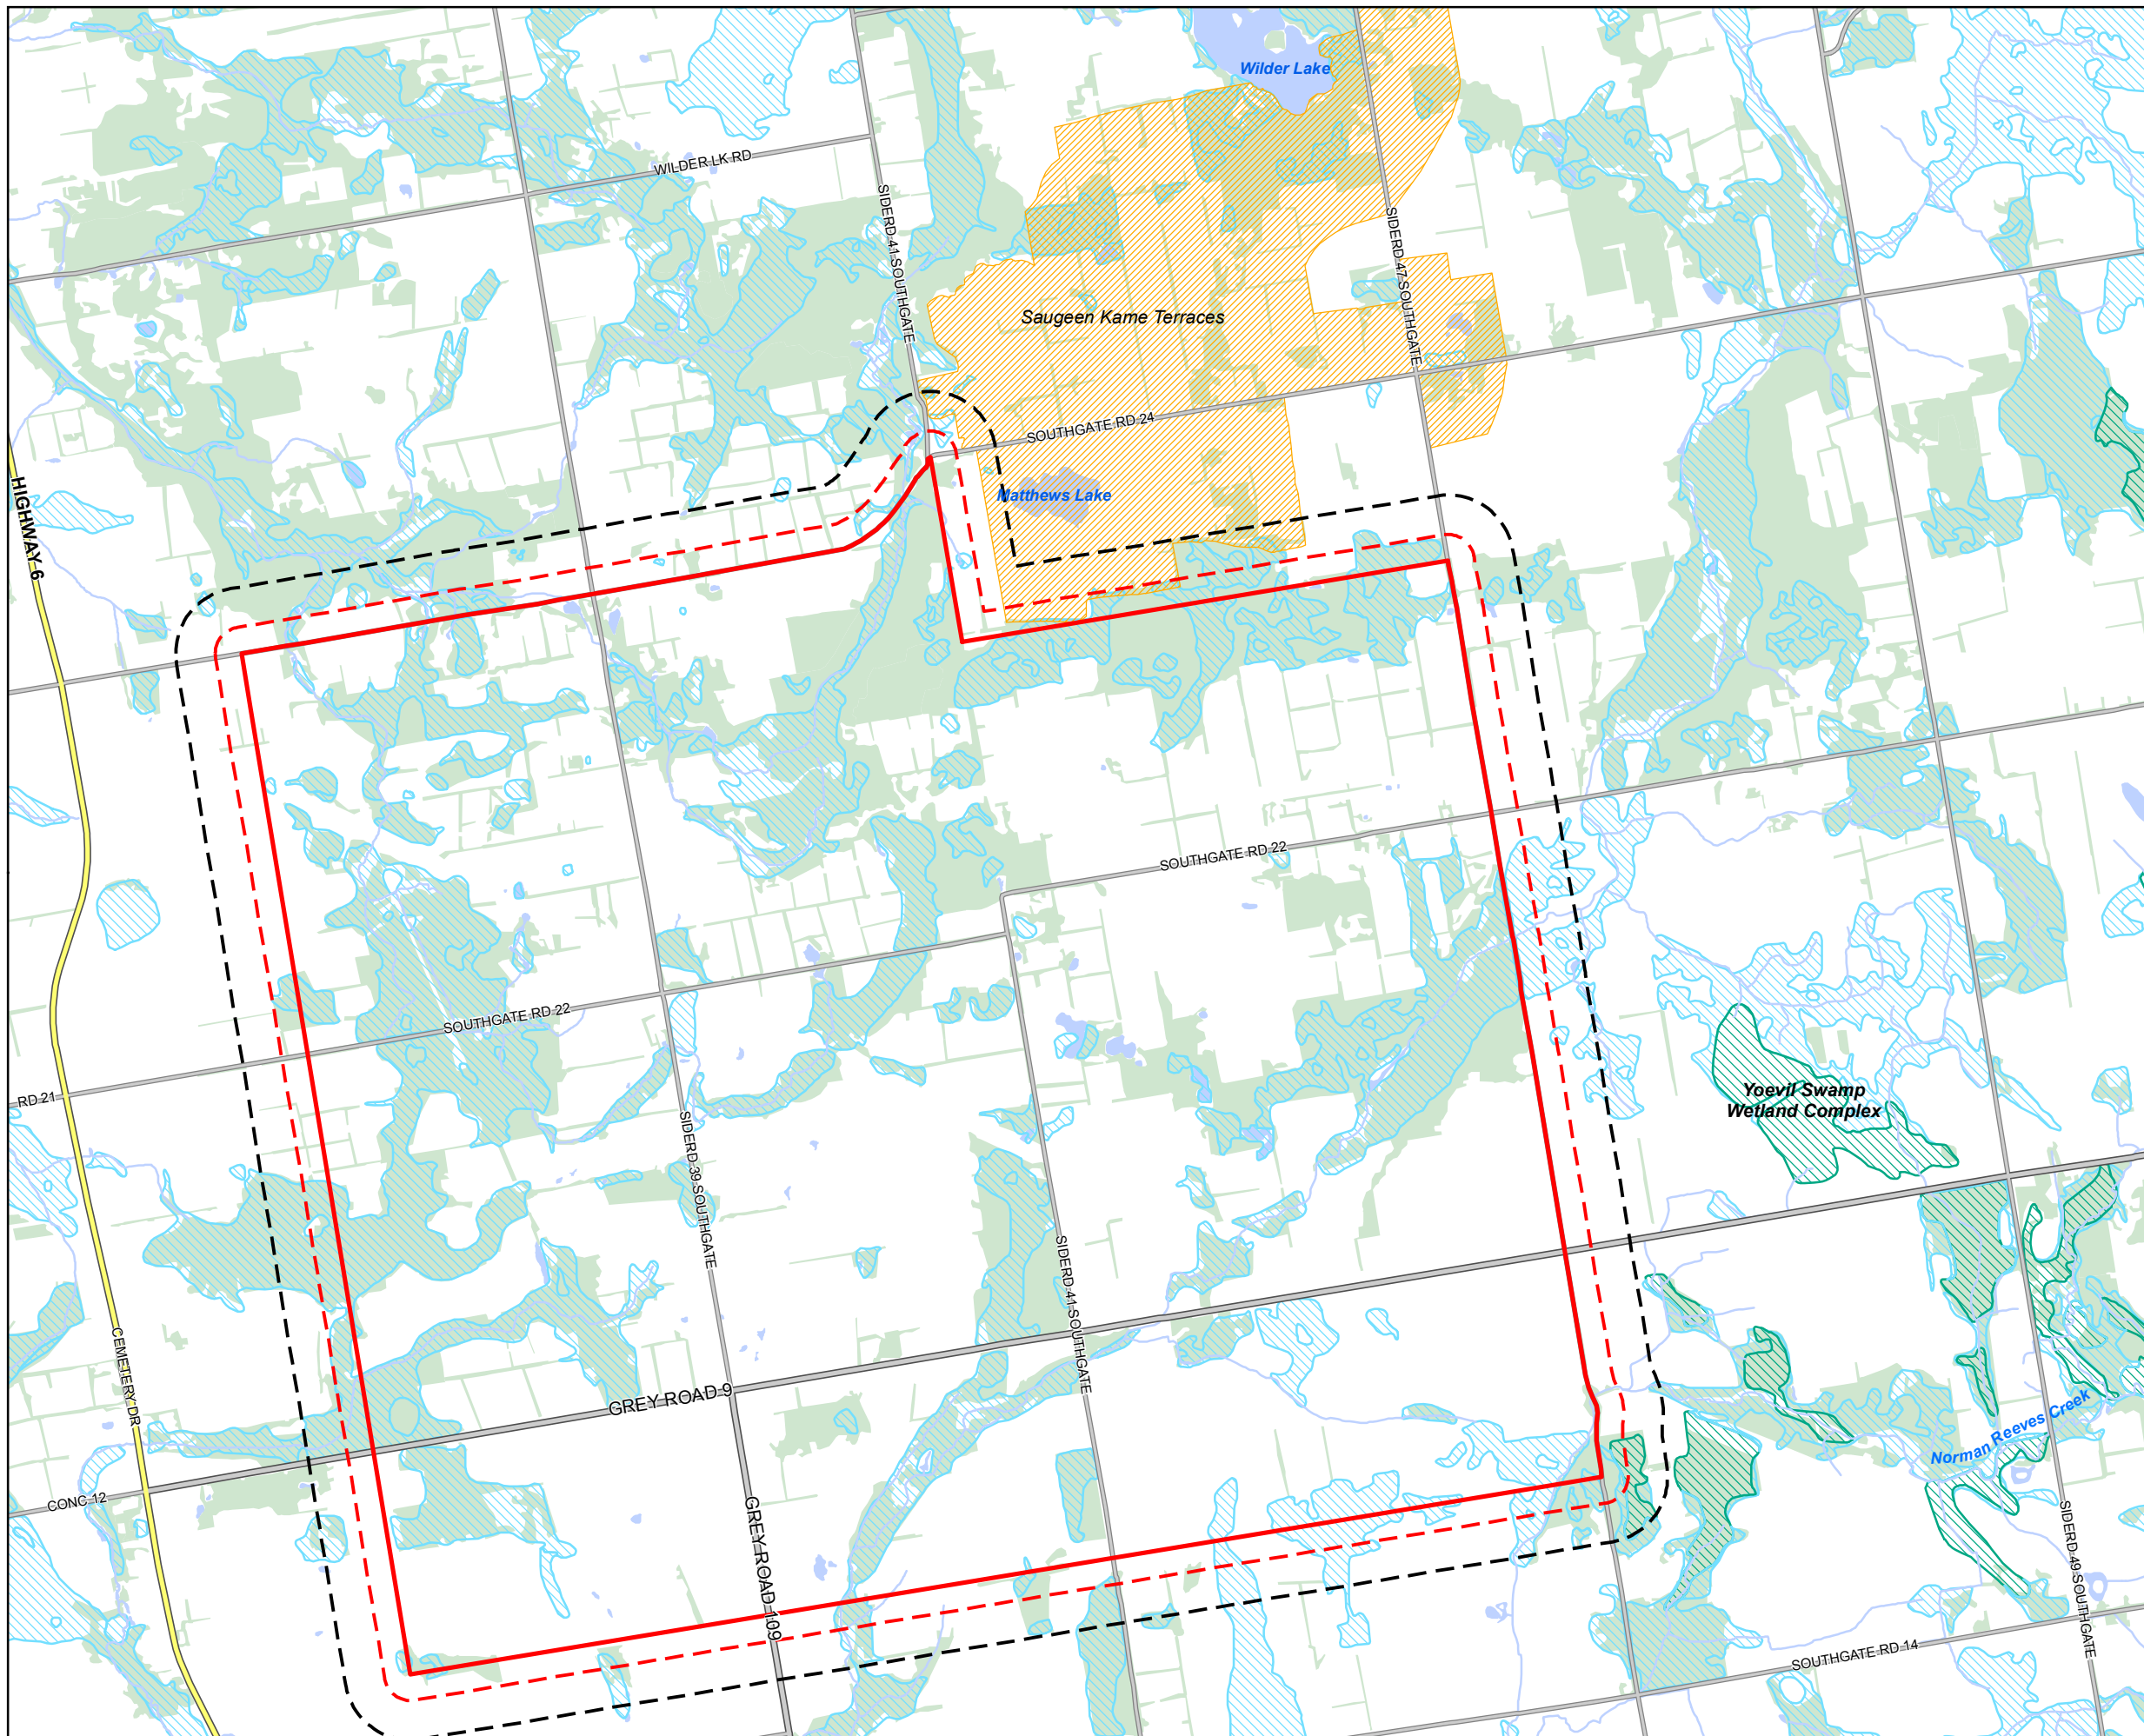 Wilder Lake
WILDER LK RD
SIDERD 41 SOUTHGATE
SIDERD 47 SOUTHGATE
Saugeen Kame Terraces
SOUTHGATE RD 24
Matthews Lake
HIGHWAY 6
SOUTHGATE RD 22
SOUTHGATE RD 22
RD 21
Yoevil Swamp
Wetland Complex
SIDERD 39 SOUTHGATE
SIDERD 41 SOUTHGATE
CEMETERY DR
GREY ROAD 9
Norman Reeves Creek
CONC 12
GREY ROAD 109
SIDERD 49 SOUTHGATE
SOUTHGATE RD 14